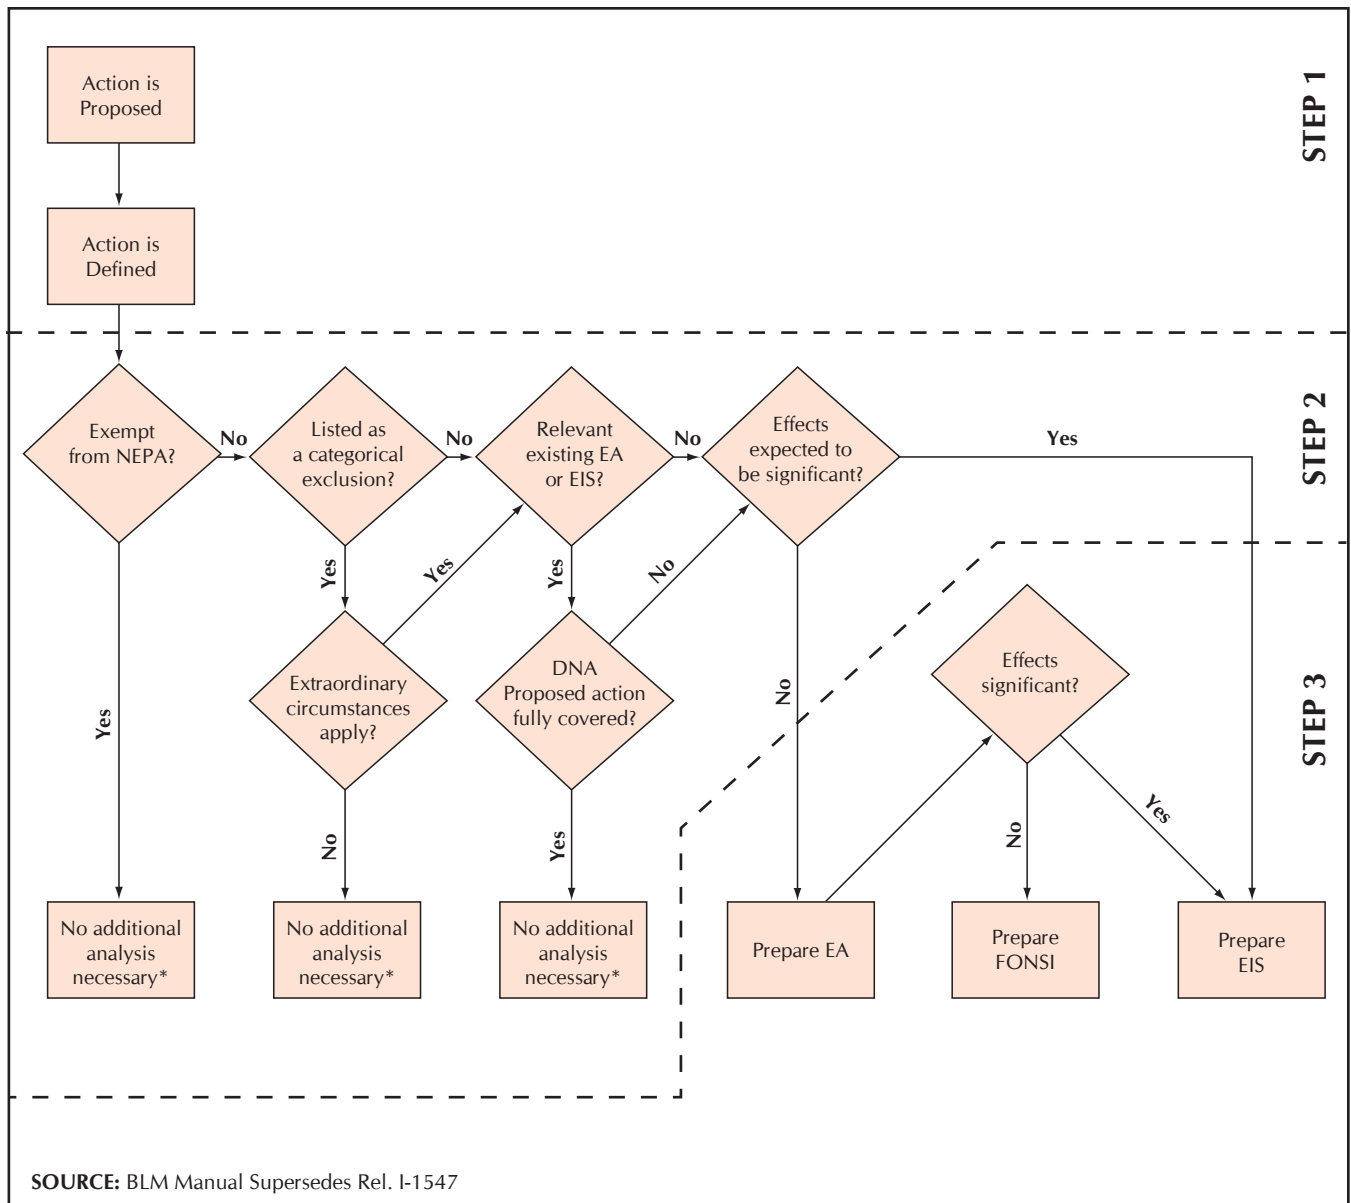 Action is
Proposed
STEP 1
Action is
Defined
Exempt
from NEPA?
No
Listed as
a categorical
exclusion?
No
Relevant
existing EA
or EIS?
No
Effects
expected to
be significant?
Yes
STEP 2
Yes
Yes
Yes
No
Extraordinary
circumstances
apply?
DNA
Proposed action
fully covered?
Effects
significant?
STEP 3
Yes
No
No
Yes
No
Yes
No additional
analysis
necessary*
No additional
analysis
necessary*
No additional
analysis
necessary*
Prepare EA
Prepare
FONSI
Prepare
EIS
SOURCE: BLM Manual Supersedes Rel. I-1547